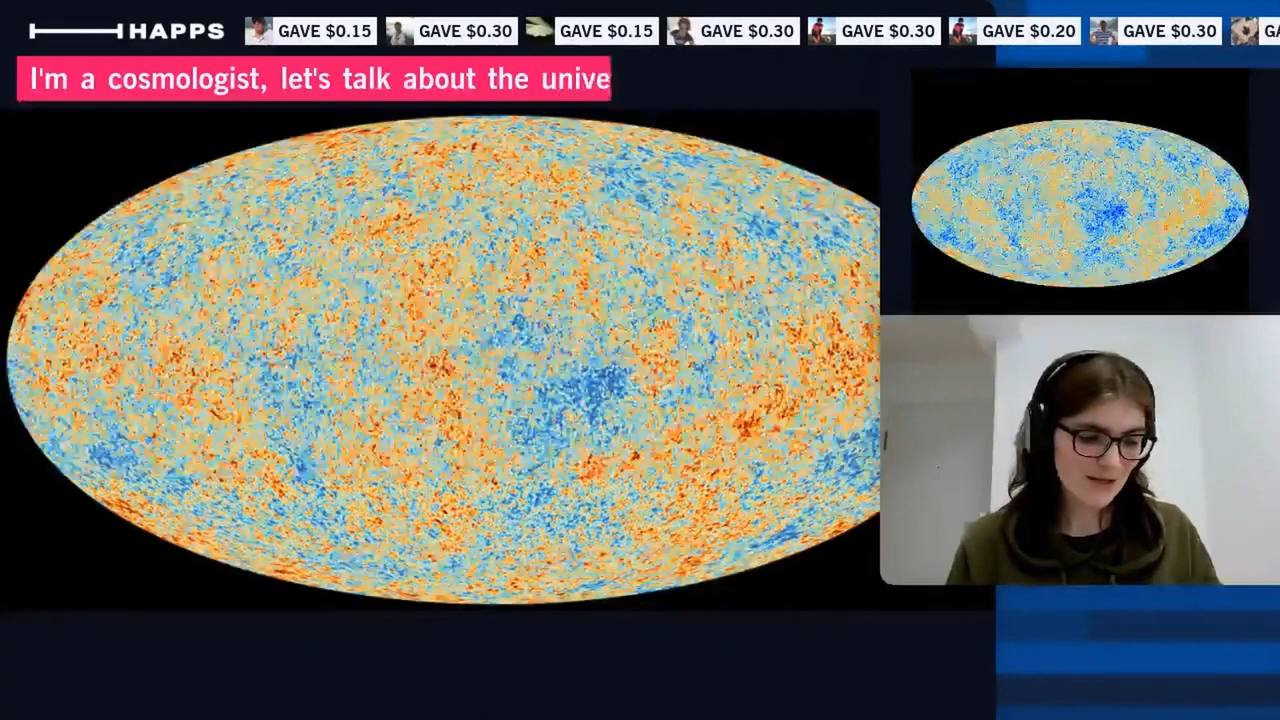 HAPPS GAVE $0.15 GAVE $0.30 GAVE $0.15 GAVE $0.30 GAVE $0.30 GAVE $0.20 GAVE $0.30 GA
I'm a cosmologist, let's talk about the unive